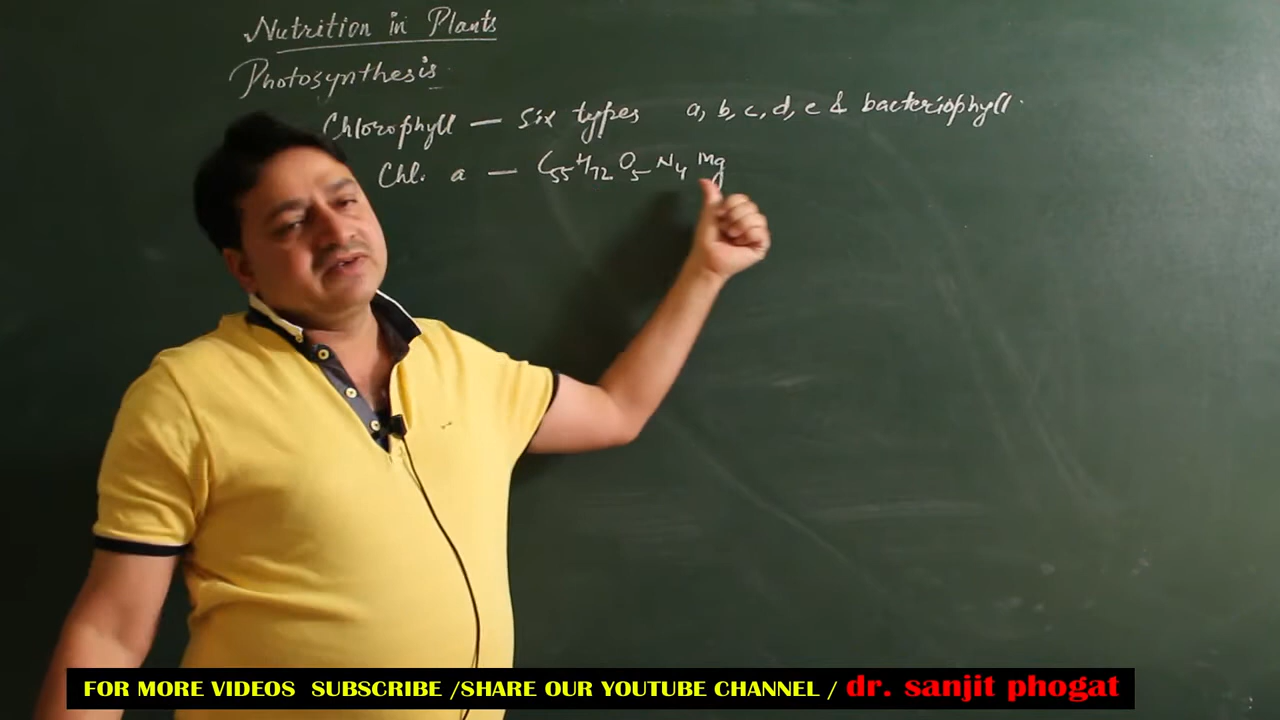 Nutrition in Plants
Photosynthesis
Chlorophyll — Six types a, b, c, d, e & bacteriophyll.
Chl. a — C55H72O5N4Mg
FOR MORE VIDEOS SUBSCRIBE /SHARE OUR YOUTUBE CHANNEL / dr. sanjit phogat